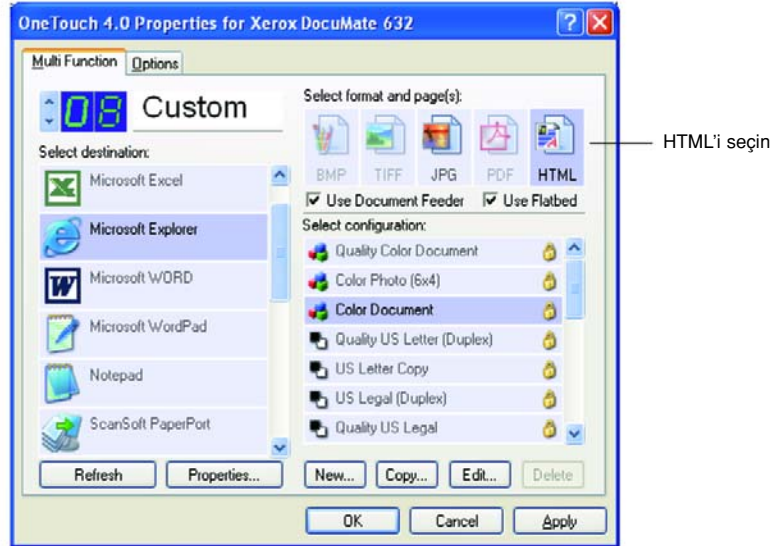 OneTouch 4.0 Properties for Xerox DocuMate 632
Multi Function
Options
08
Custom
Select destination:
Microsoft Excel
Microsoft Explorer
Microsoft WORD
Microsoft WordPad
Notepad
ScanSoft PaperPort
Refresh
Properties...
Select format and page(s):
BMP
TIFF
JPG
PDF
HTML
Use Document Feeder
Use Flatbed
Select configuration:
Quality Color Document
Color Photo (6x4)
Color Document
Quality US Letter (Duplex)
US Letter Copy
US Legal (Duplex)
Quality US Legal
New...
Copy...
Edit...
Delete
OK
Cancel
Apply
HTML’i seçin